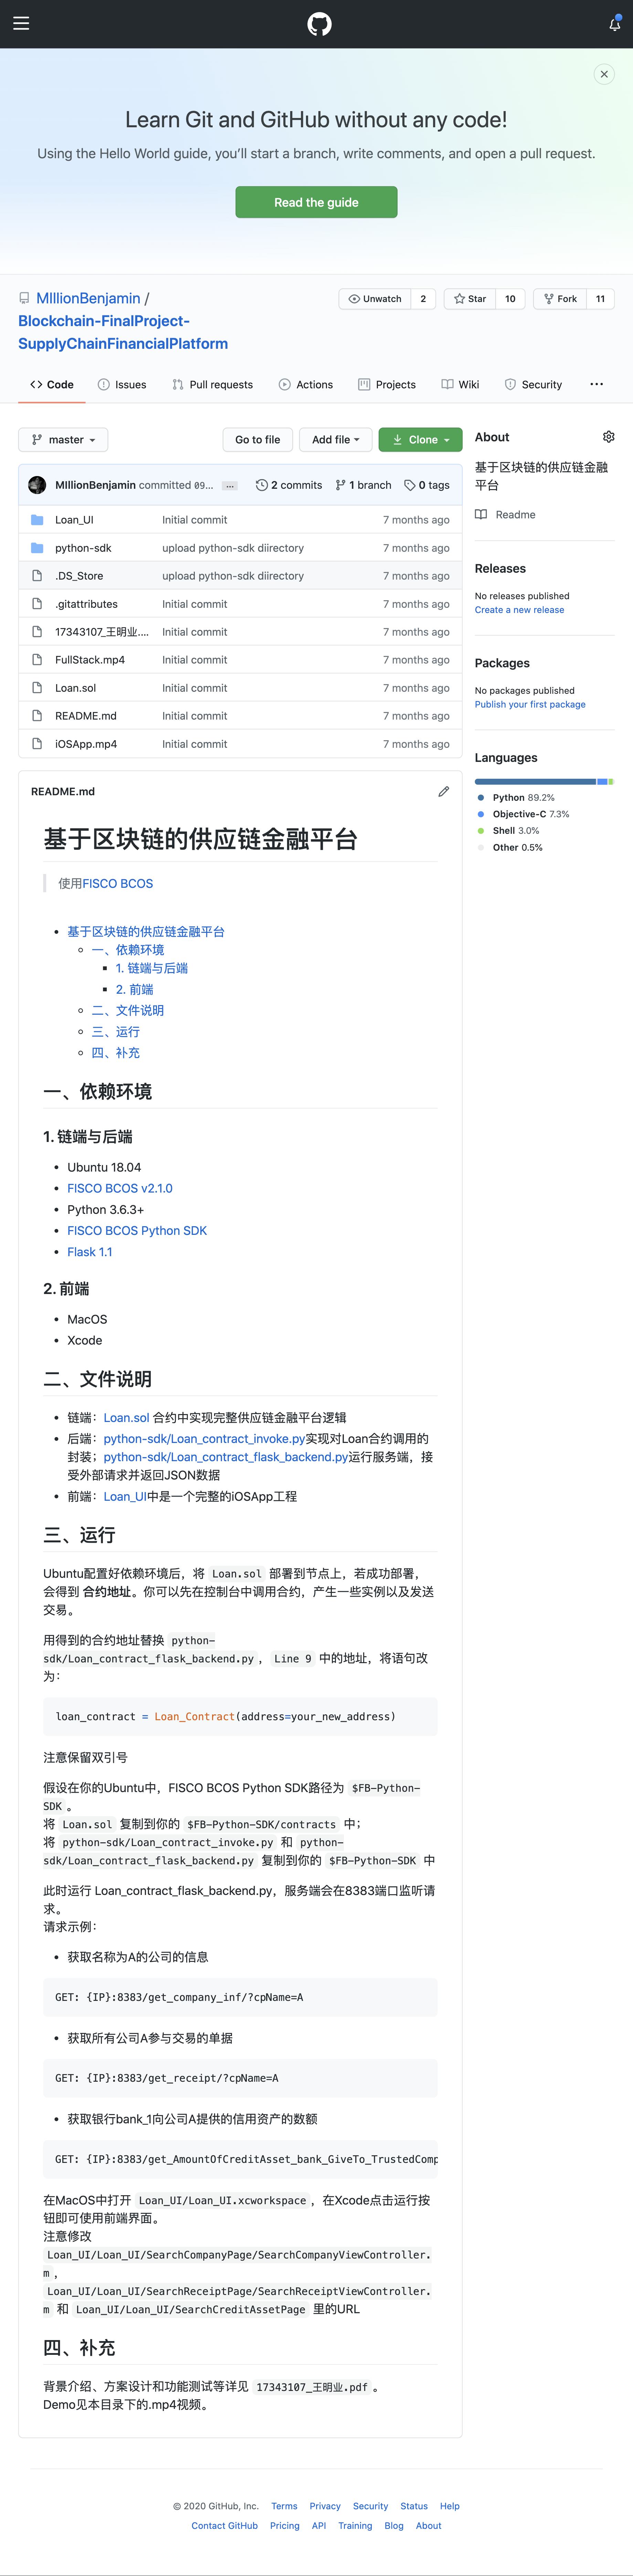 Learn Git and GitHub without any code!
Using the Hello World guide, you’ll start a branch, write comments, and open a pull request.
Read the guide
MIllionBenjamin /
Blockchain-FinalProject-
SupplyChainFinancialPlatform
Unwatch 2 Star 10 Fork 11
Code Issues Pull requests Actions Projects Wiki Security ...
master Go to file Add file Clone
MIllionBenjamin committed 09... ... 2 commits 1 branch 0 tags
Loan_UI Initial commit 7 months ago
python-sdk upload python-sdk diirectory 7 months ago
.DS_Store upload python-sdk diirectory 7 months ago
.gitattributes Initial commit 7 months ago
17343107_王明业.... Initial commit 7 months ago
FullStack.mp4 Initial commit 7 months ago
Loan.sol Initial commit 7 months ago
README.md Initial commit 7 months ago
iOSApp.mp4 Initial commit 7 months ago
About
基于区块链的供应链金融
平台
Readme
Releases
No releases published
Create a new release
Packages
No packages published
Publish your first package
Languages
Python 89.2%
Objective-C 7.3%
Shell 3.0%
Other 0.5%
README.md
基于区块链的供应链金融平台
使用FISCO BCOS
基于区块链的供应链金融平台
一、依赖环境
1. 链端与后端
2. 前端
二、文件说明
三、运行
四、补充
一、依赖环境
1. 链端与后端
Ubuntu 18.04
FISCO BCOS v2.1.0
Python 3.6.3+
FISCO BCOS Python SDK
Flask 1.1
2. 前端
MacOS
Xcode
二、文件说明
链端：Loan.sol 合约中实现完整供应链金融平台逻辑
后端：python-sdk/Loan_contract_invoke.py实现对Loan合约调用的
封装；python-sdk/Loan_contract_flask_backend.py运行服务端，接
受外部请求并返回JSON数据
前端：Loan_UI中是一个完整的iOSApp工程
三、运行
Ubuntu配置好依赖环境后，将 Loan.sol 部署到节点上，若成功部署，
会得到 合约地址。你可以先在控制台中调用合约，产生一些实例以及发送
交易。
用得到的合约地址替换 python-
sdk/Loan_contract_flask_backend.py ，Line 9 中的地址，将语句改
为：
loan_contract = Loan_Contract(address=your_new_address)
注意保留双引号
假设在你的Ubuntu中，FISCO BCOS Python SDK路径为 $FB-Python-
SDK 。
将 Loan.sol 复制到你的 $FB-Python-SDK/contracts 中；
将 python-sdk/Loan_contract_invoke.py 和 python-
sdk/Loan_contract_flask_backend.py 复制到你的 $FB-Python-SDK 中
此时运行 Loan_contract_flask_backend.py，服务端会在8383端口监听请
求。
请求示例：
获取名称为A的公司的信息
GET: {IP}:8383/get_company_inf/?cpName=A
获取所有公司A参与交易的单据
GET: {IP}:8383/get_receipt/?cpName=A
获取银行bank_1向公司A提供的信用资产的数额
GET: {IP}:8383/get_AmountOfCreditAsset_bank_GiveTo_TrustedComp
在MacOS中打开 Loan_UI/Loan_UI.xcworkspace ，在Xcode点击运行按
钮即可使用前端界面。
注意修改
Loan_UI/Loan_UI/SearchCompanyPage/SearchCompanyViewController.
m ，
Loan_UI/Loan_UI/SearchReceiptPage/SearchReceiptViewController.
m 和 Loan_UI/Loan_UI/SearchCreditAssetPage 里的URL
四、补充
背景介绍、方案设计和功能测试等详见 17343107_王明业.pdf 。
Demo见本目录下的.mp4视频。
© 2020 GitHub, Inc. Terms Privacy Security Status Help
Contact GitHub Pricing API Training Blog About